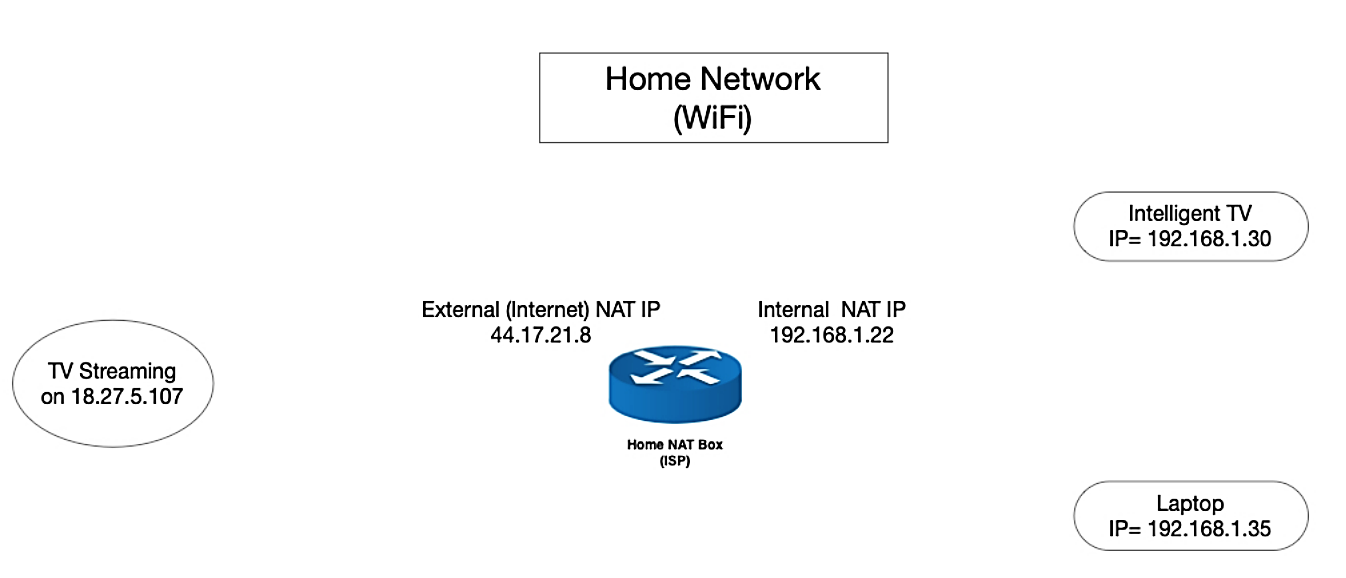 Home Network
(WiFi)
Intelligent TV
IP= 192.168.1.30
External (Internet) NAT IP
44.17.21.8
Internal  NAT IP
192.168.1.22
TV Streaming
on 18.27.5.107
Home NAT Box
(ISP)
Laptop
IP= 192.168.1.35